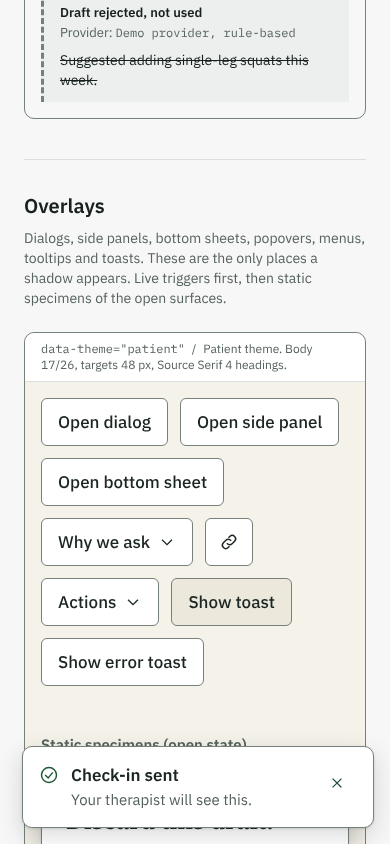 Draft rejected, not used
Provider: Demo provider, rule-based
Suggested adding single-leg squats this
week.
Overlays
Dialogs, side panels, bottom sheets, popovers, menus,
tooltips and toasts. These are the only places a
shadow appears. Live triggers first, then static
specimens of the open surfaces.
data-theme="patient" / Patient theme. Body
17/26, targets 48 px, Source Serif 4 headings.
Open dialog
Open side panel
Open bottom sheet
Why we ask
Actions
Show toast
Show error toast
Static specimens (open state)
Check-in sent
Your therapist will see this.